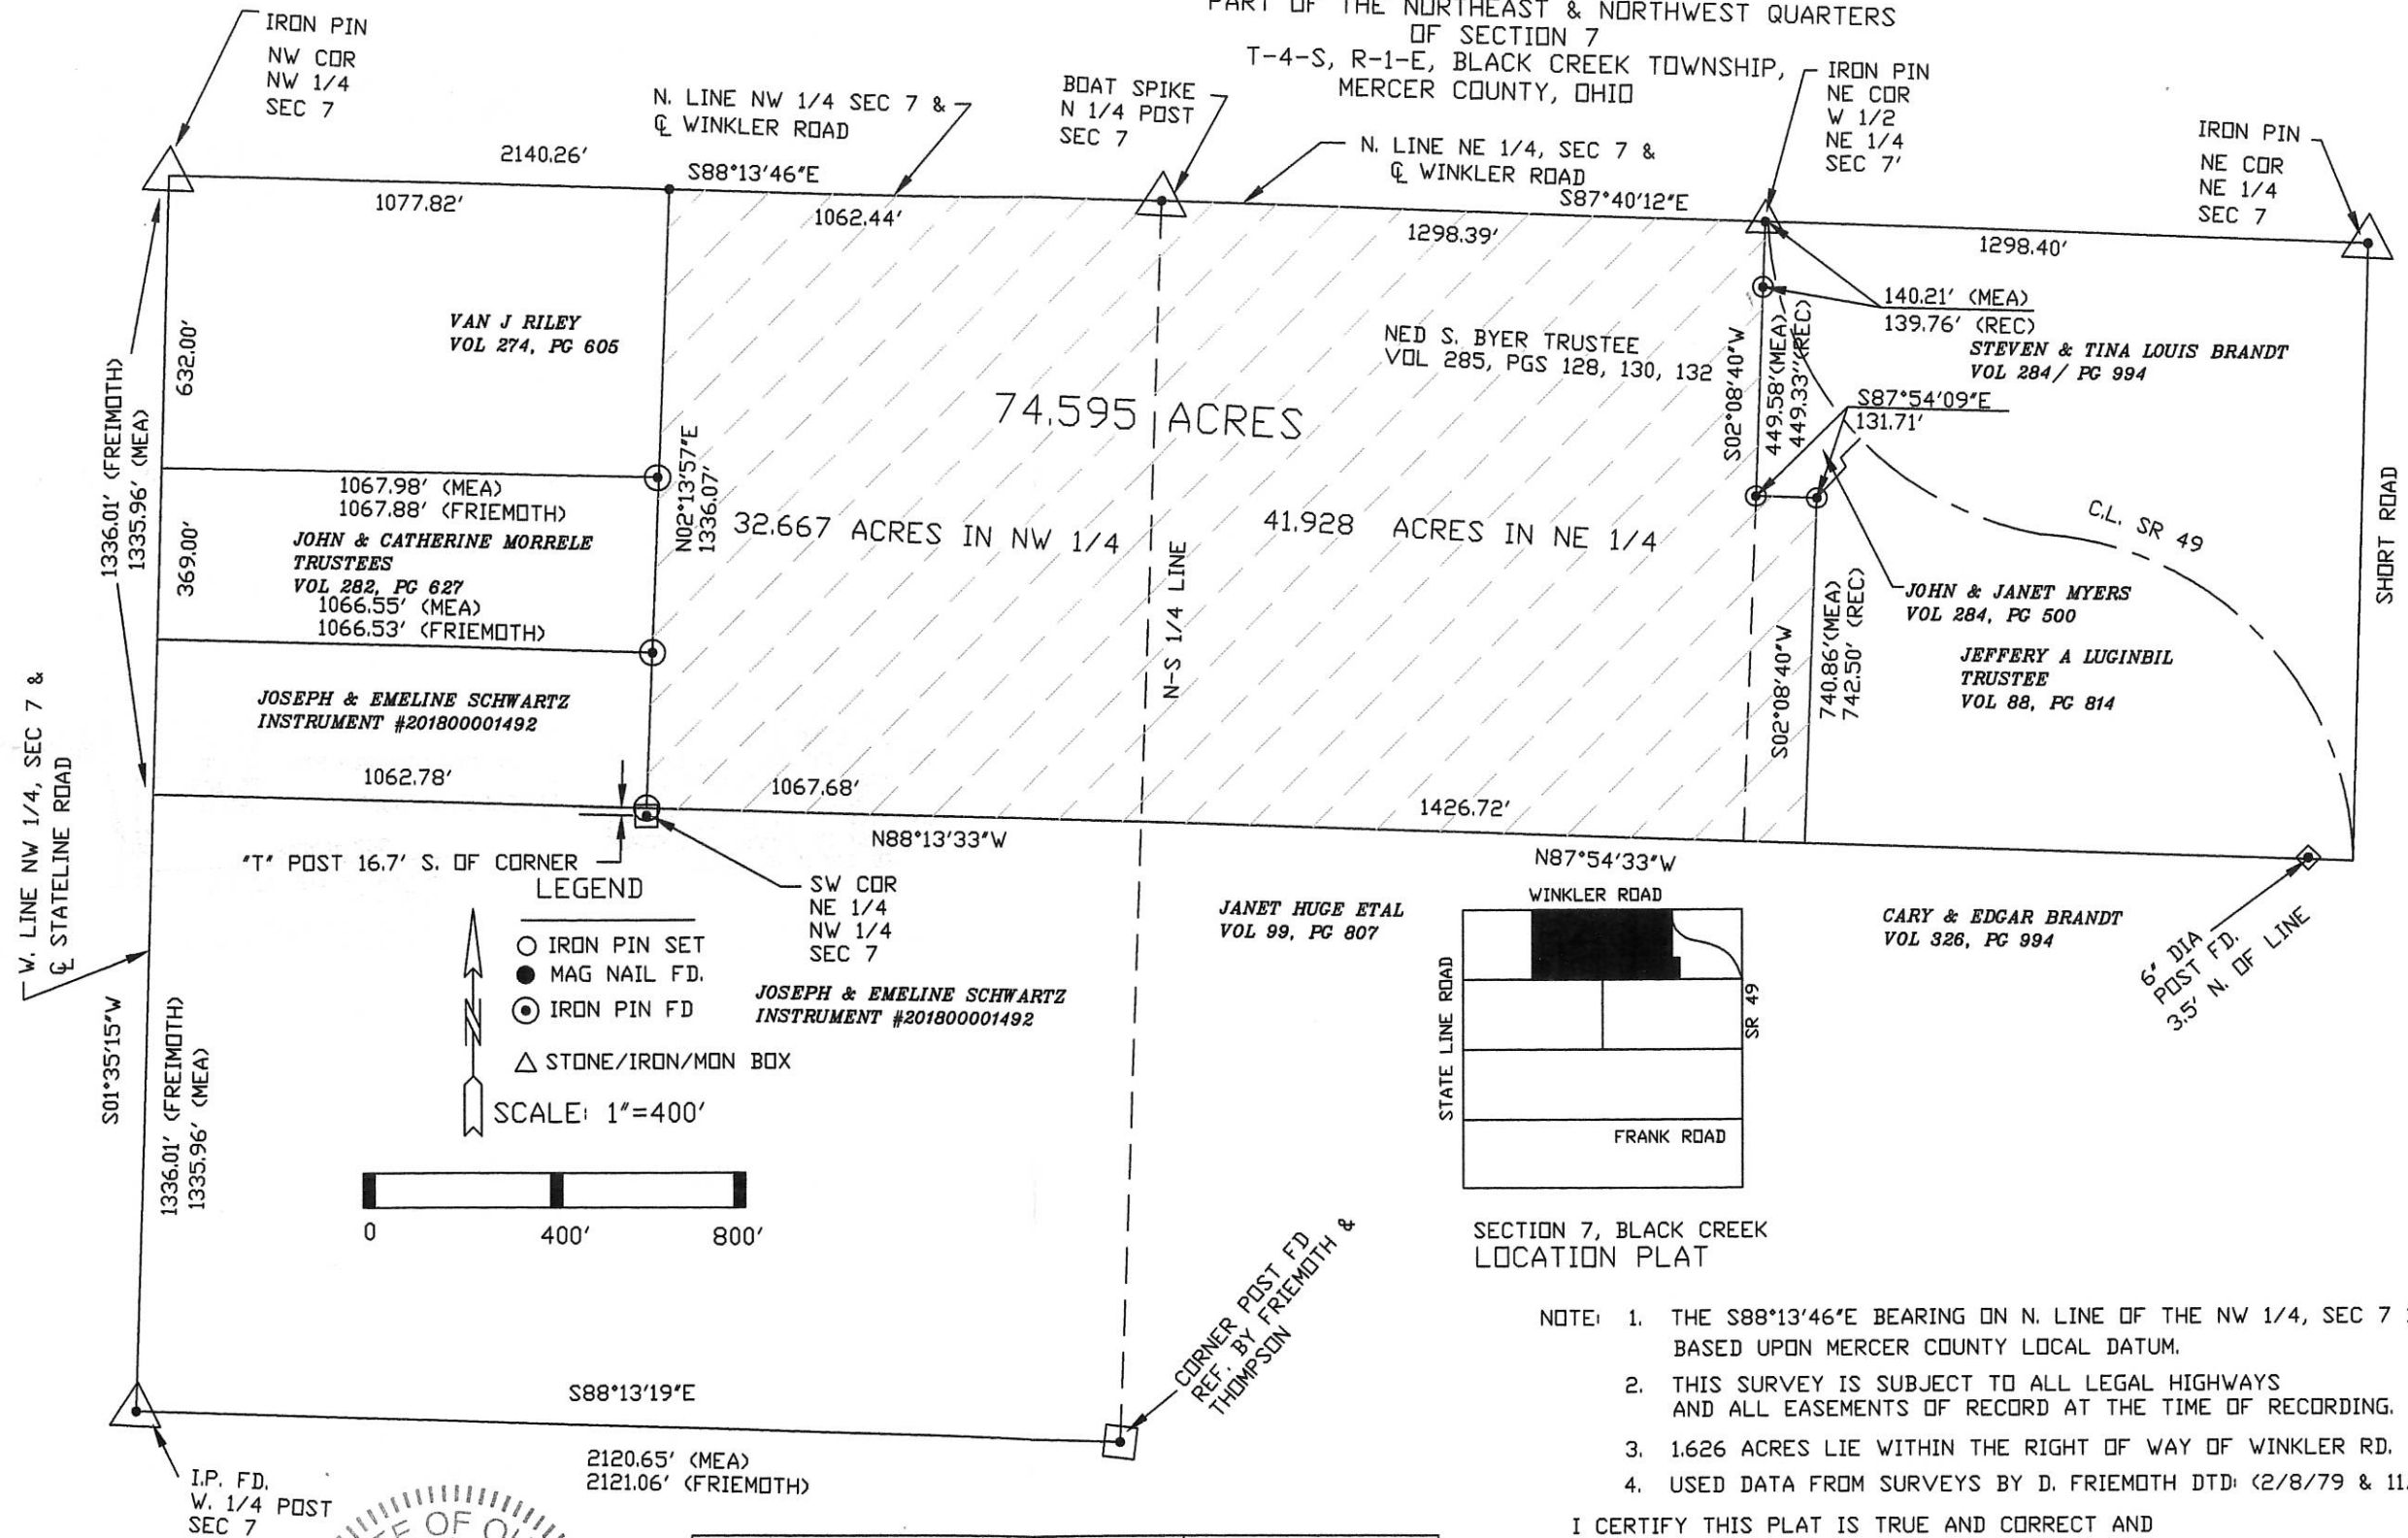 PART OF THE NORTHEAST & NORTHWEST QUARTERS
OF SECTION 7
T-4-S, R-1-E, BLACK CREEK TOWNSHIP,
MERCER COUNTY, OHIO
IRON PIN
NW COR
NW 1/4
SEC 7
N. LINE NW 1/4 SEC 7 &
℄ WINKLER ROAD
BOAT SPIKE
N 1/4 POST
SEC 7
N. LINE NE 1/4, SEC 7 &
℄ WINKLER ROAD
IRON PIN
NE COR
W 1/2
NE 1/4
SEC 7'
IRON PIN
NE COR
NE 1/4
SEC 7
2140.26'
S88°13'46"E
1077.82'
1062.44'
S87°40'12"E
1298.39'
1298.40'
1336.01' (FREIMOTH)
1335.96' (MEA)
632.00'
369.00'
VAN J RILEY
VOL 274, PG 605
N02°13'57"E
1336.07'
NED S. BYER TRUSTEE
VOL 285, PGS 128, 130, 132
74.595 ACRES
S02°08'40"W
449.58'(MEA)
449.33'(REC)
140.21' (MEA)
139.76' (REC)
STEVEN & TINA LOUIS BRANDT
VOL 284/ PG 994
S87°54'09"E
131.71'
1067.98' (MEA)
1067.88' (FRIEMOTH)
JOHN & CATHERINE MORRELE
TRUSTEES
VOL 282, PG 627
1066.55' (MEA)
1066.53' (FRIEMOTH)
32.667 ACRES IN NW 1/4
41.928 ACRES IN NE 1/4
N-S 1/4 LINE
C.L. SR 49
SHORT ROAD
JOHN & JANET MYERS
VOL 284, PG 500
S02°08'40"W
740.86'(MEA)
742.50' (REC)
JEFFERY A LUGINBIL
TRUSTEE
VOL 88, PG 814
JOSEPH & EMELINE SCHWARTZ
INSTRUMENT #201800001492
1062.78'
1067.68'
1426.72'
N88°13'33"W
N87°54'33"W
W. LINE NW 1/4, SEC 7 &
℄ STATELINE ROAD
"T" POST 16.7' S. OF CORNER
SW COR
NE 1/4
NW 1/4
SEC 7
LEGEND
IRON PIN SET
MAG NAIL FD.
IRON PIN FD
STONE/IRON/MON BOX
N
SCALE: 1"=400'
0
400'
800'
JOSEPH & EMELINE SCHWARTZ
INSTRUMENT #201800001492
JANET HUGE ETAL
VOL 99, PG 807
CARY & EDGAR BRANDT
VOL 326, PG 994
6" DIA
POST FD.
3.5' N. OF LINE
WINKLER ROAD
STATE LINE ROAD
SR 49
FRANK ROAD
SECTION 7, BLACK CREEK
LOCATION PLAT
S01°35'15"W
1336.01' (FREIMOTH)
1335.96' (MEA)
S88°13'19"E
2120.65' (MEA)
2121.06' (FRIEMOTH)
I.P. FD.
W. 1/4 POST
SEC 7
CORNER POST FD
REF. BY FRIEMOTH &
THOMPSON
NOTE: 1. THE S88°13'46"E BEARING ON N. LINE OF THE NW 1/4, SEC 7
BASED UPON MERCER COUNTY LOCAL DATUM.
2. THIS SURVEY IS SUBJECT TO ALL LEGAL HIGHWAYS
AND ALL EASEMENTS OF RECORD AT THE TIME OF RECORDING.
3. 1.626 ACRES LIE WITHIN THE RIGHT OF WAY OF WINKLER RD.
4. USED DATA FROM SURVEYS BY D. FRIEMOTH DTD: (2/8/79 & 11
I CERTIFY THIS PLAT IS TRUE AND CORRECT AND
OF